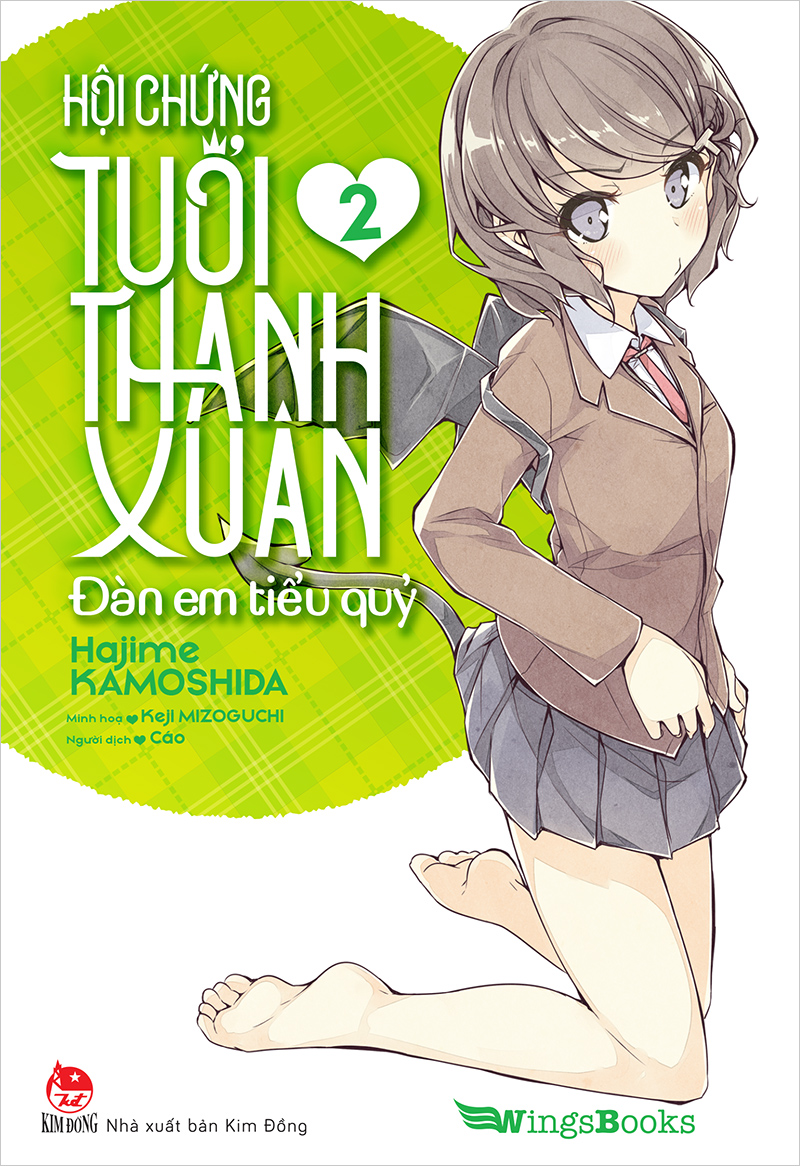 HỘI CHỨNG
TUỔI
2
THANH
XUÂN
Đàn em tiểu quỷ
Hajime
KAMOSHIDA
Minh hoạ Keji MIZOGUCHI
Người dịch Cáo
KIM ĐỒNG
Nhà xuất bản Kim Đồng
WingsBooks